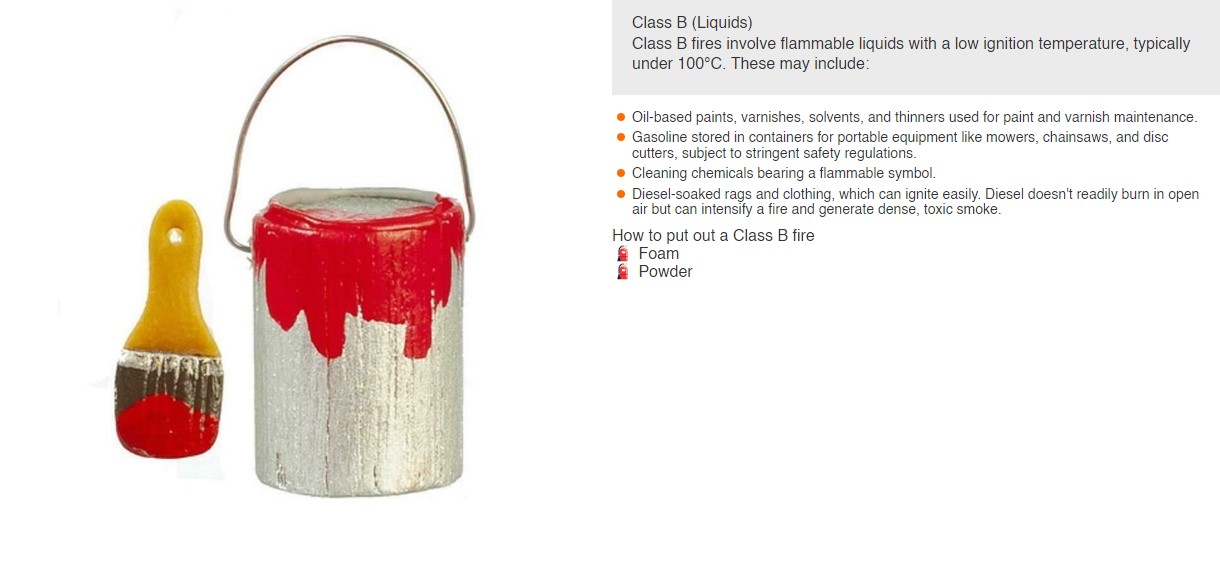 Class B (Liquids)
Class B fires involve flammable liquids with a low ignition temperature, typically
under 100°C. These may include:
Oil-based paints, varnishes, solvents, and thinners used for paint and varnish maintenance.
Gasoline stored in containers for portable equipment like mowers, chainsaws, and disc
cutters, subject to stringent safety regulations.
Cleaning chemicals bearing a flammable symbol.
Diesel-soaked rags and clothing, which can ignite easily. Diesel doesn't readily burn in open
air but can intensify a fire and generate dense, toxic smoke.
How to put out a Class B fire
Foam
Powder